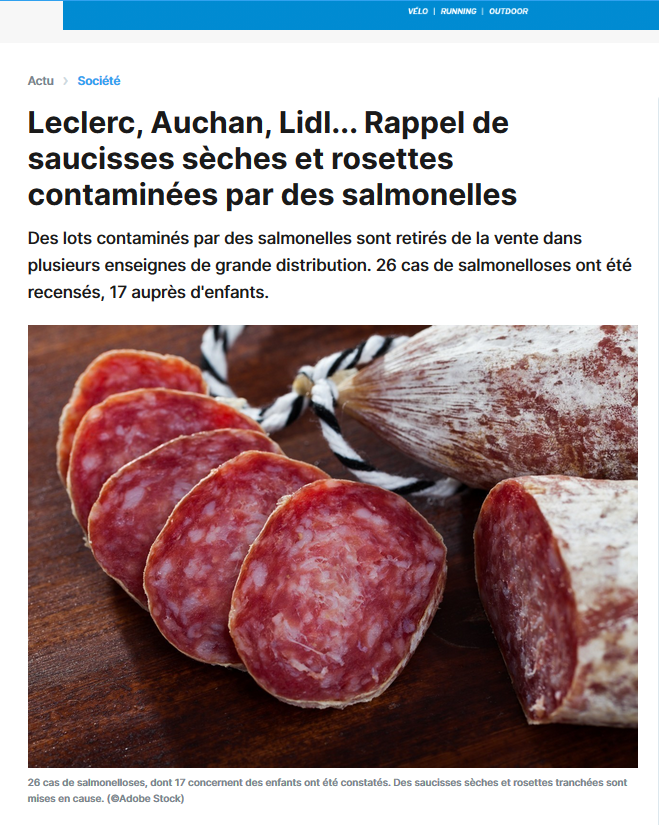 VÉLO | RUNNING | OUTDOOR
Actu > Société
Leclerc, Auchan, Lidl... Rappel de
saucisses sèches et rosettes
contaminées par des salmonelles
Des lots contaminés par des salmonelles sont retirés de la vente dans
plusieurs enseignes de grande distribution. 26 cas de salmonelloses ont été
recensés, 17 auprès d'enfants.
26 cas de salmonelloses, dont 17 concernent des enfants ont été constatés. Des saucisses sèches et rosettes tranchées sont
mises en cause. (©Adobe Stock)